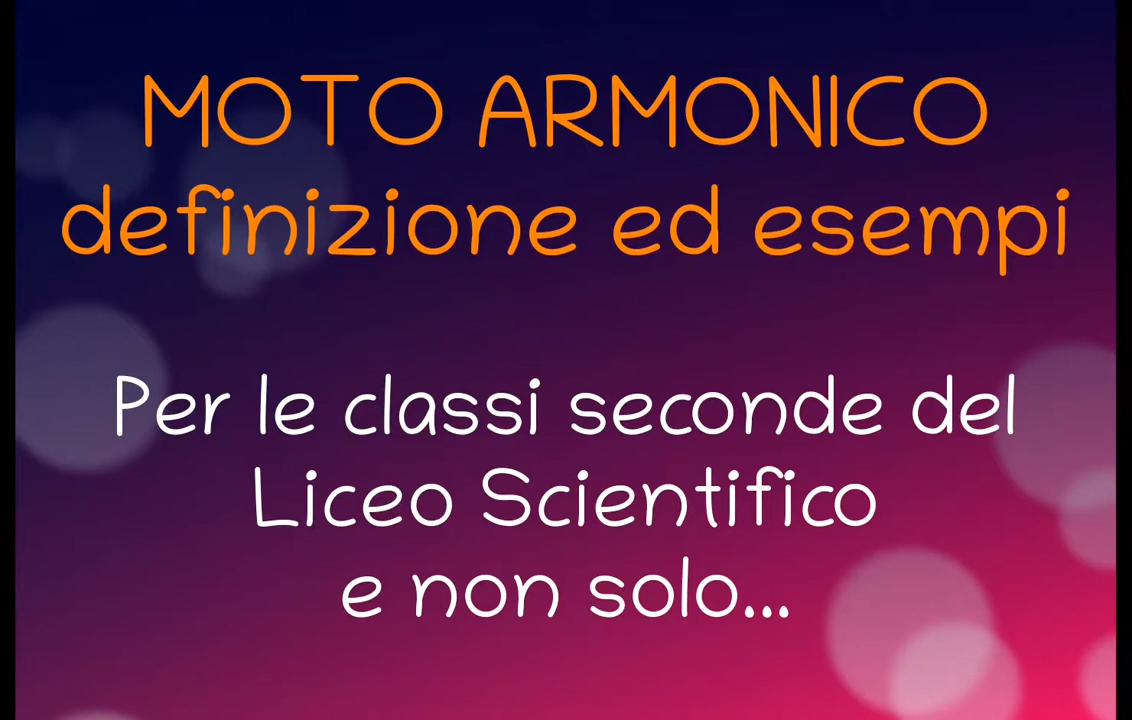 MOTO ARMONICO
definizione ed esempi
Per le classi seconde del
Liceo Scientifico
e non solo...